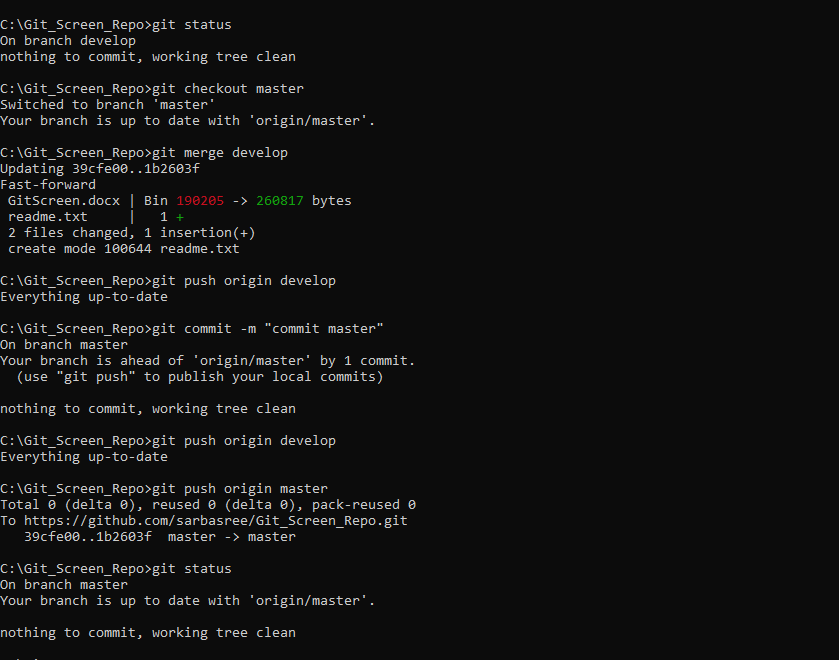 C:\Git_Screen_Repo>git status
On branch develop
nothing to commit, working tree clean
C:\Git_Screen_Repo>git checkout master
Switched to branch 'master'
Your branch is up to date with 'origin/master'.
C:\Git_Screen_Repo>git merge develop
Updating 39cfe00..1b2603f
Fast-forward
 GitScreen.docx | Bin 190205 -> 260817 bytes
 readme.txt     |   1 +
 2 files changed, 1 insertion(+)
 create mode 100644 readme.txt
C:\Git_Screen_Repo>git push origin develop
Everything up-to-date
C:\Git_Screen_Repo>git commit -m "commit master"
On branch master
Your branch is ahead of 'origin/master' by 1 commit.
  (use "git push" to publish your local commits)
nothing to commit, working tree clean
C:\Git_Screen_Repo>git push origin develop
Everything up-to-date
C:\Git_Screen_Repo>git push origin master
Total 0 (delta 0), reused 0 (delta 0), pack-reused 0
To https://github.com/sarbasree/Git_Screen_Repo.git
   39cfe00..1b2603f  master -> master
C:\Git_Screen_Repo>git status
On branch master
Your branch is up to date with 'origin/master'.
nothing to commit, working tree clean